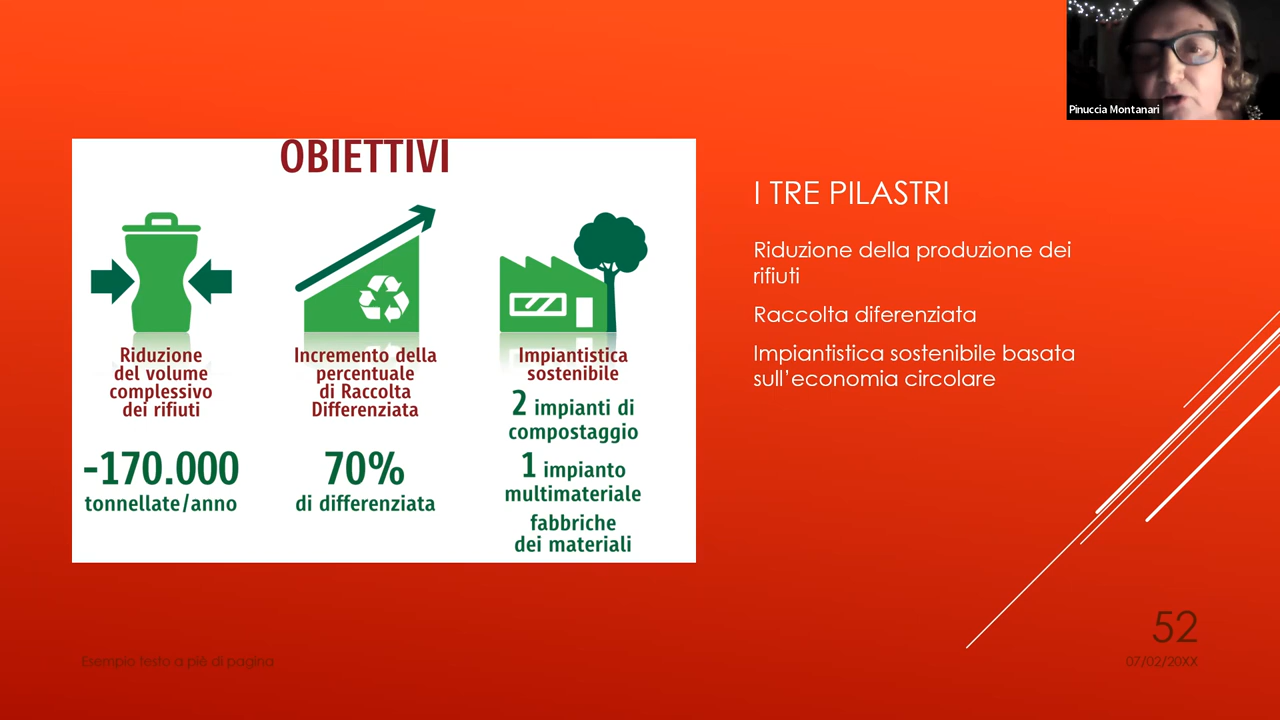 Pinuccia Montanari
OBIETTIVI
Riduzione
del volume
complessivo
dei rifiuti
-170.000
tonnellate/anno
Incremento della
percentuale
di Raccolta
Differenziata
70%
di differenziata
Impiantistica
sostenibile
2 impianti di
compostaggio
1 impianto
multimateriale
fabbriche
dei materiali
I TRE PILASTRI
Riduzione della produzione dei
rifiuti
Raccolta diferenziata
Impiantistica sostenibile basata
sull'economia circolare
Esempio testo a piè di pagina
52
07/02/20XX